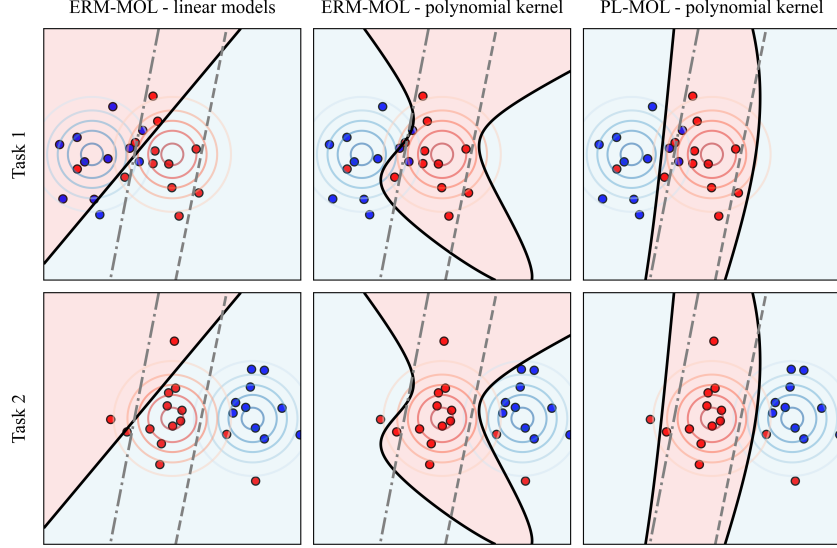 ERM-MOL - linear models
ERM-MOL - polynomial kernel
PL-MOL - polynomial kernel
Task 1
Task 2